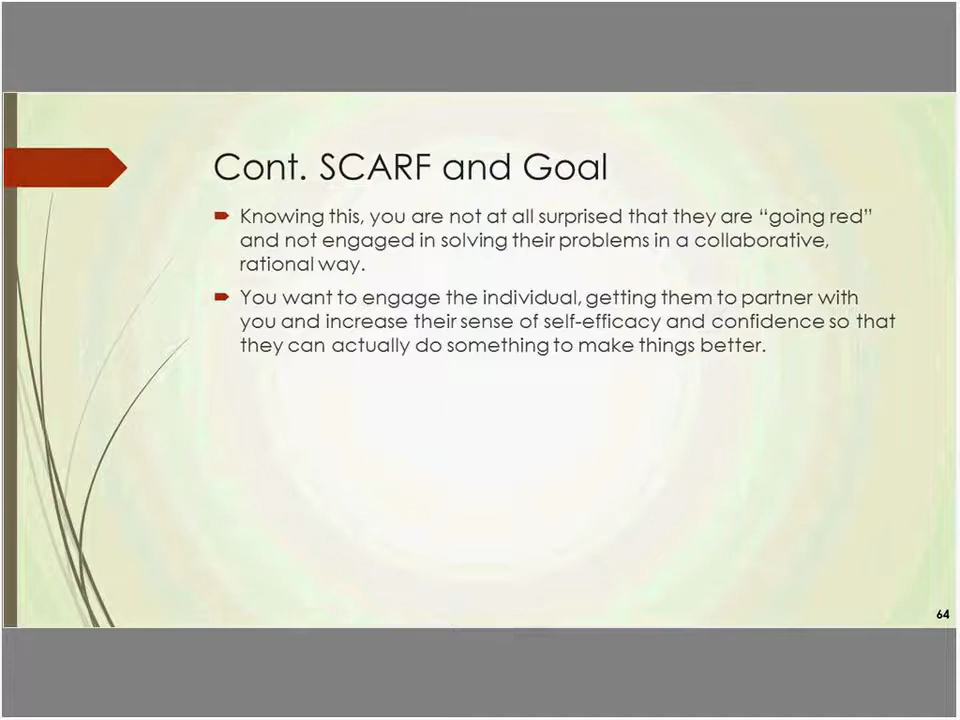 Cont. SCARF and Goal
Knowing this, you are not at all surprised that they are “going red”
and not engaged in solving their problems in a collaborative,
rational way.
You want to engage the individual, getting them to partner with
you and increase their sense of self-efficacy and confidence so that
they can actually do something to make things better.
64